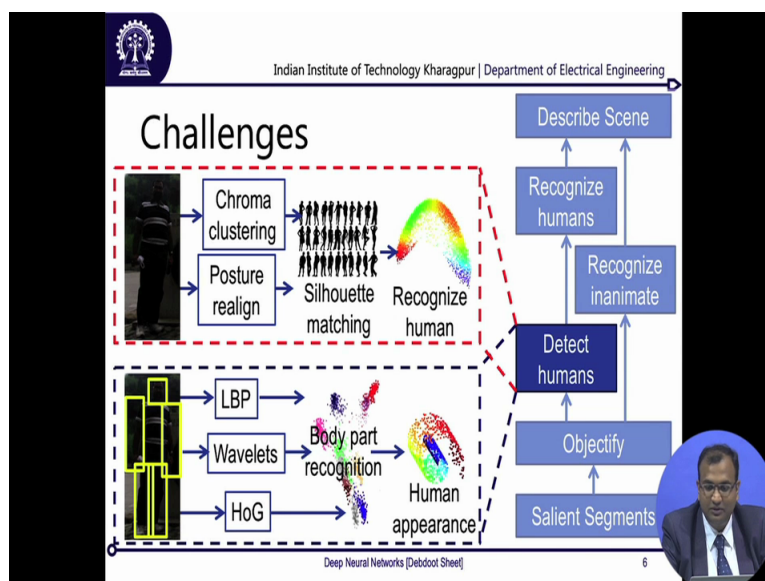 Indian Institute of Technology Kharagpur | Department of Electrical Engineering
Challenges
Chroma
clustering
Posture
realign
Silhouette
matching
Recognize
human
LBP
Wavelets
HoG
Body part
recognition
Human
appearance
Describe Scene
Recognize
humans
Recognize
inanimate
Detect
humans
Objectify
Salient Segments
Deep Neural Networks [Debdoot Sheet]
6